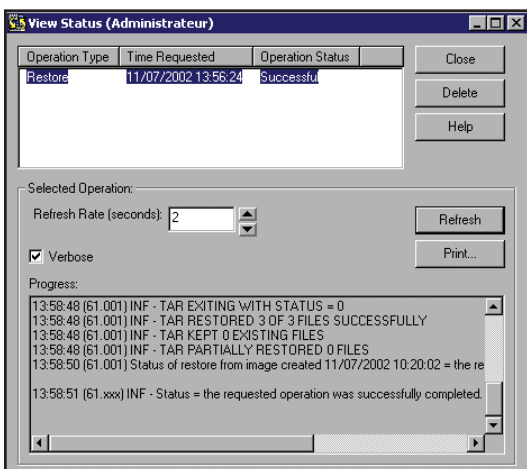 View Status (Administrateur)
Operation Type Time Requested Operation Status
Restore 11/07/2002 13:56:24 Successful
Close
Delete
Help
Selected Operation:
Refresh Rate (seconds): 2
Refresh
Verbose
Print...
Progress:
13:58:48 (61.001) INF - TAR EXITING WITH STATUS = 0
13:58:48 (61.001) INF - TAR RESTORED 3 OF 3 FILES SUCCESSFULLY
13:58:48 (61.001) INF - TAR KEPT 0 EXISTING FILES
13:58:48 (61.001) INF - TAR PARTIALLY RESTORED 0 FILES
13:58:50 (61.001) Status of restore from image created 11/07/2002 10:20:02 = the re
13:58:51 (61.xxx) INF - Status = the requested operation was successfully completed.